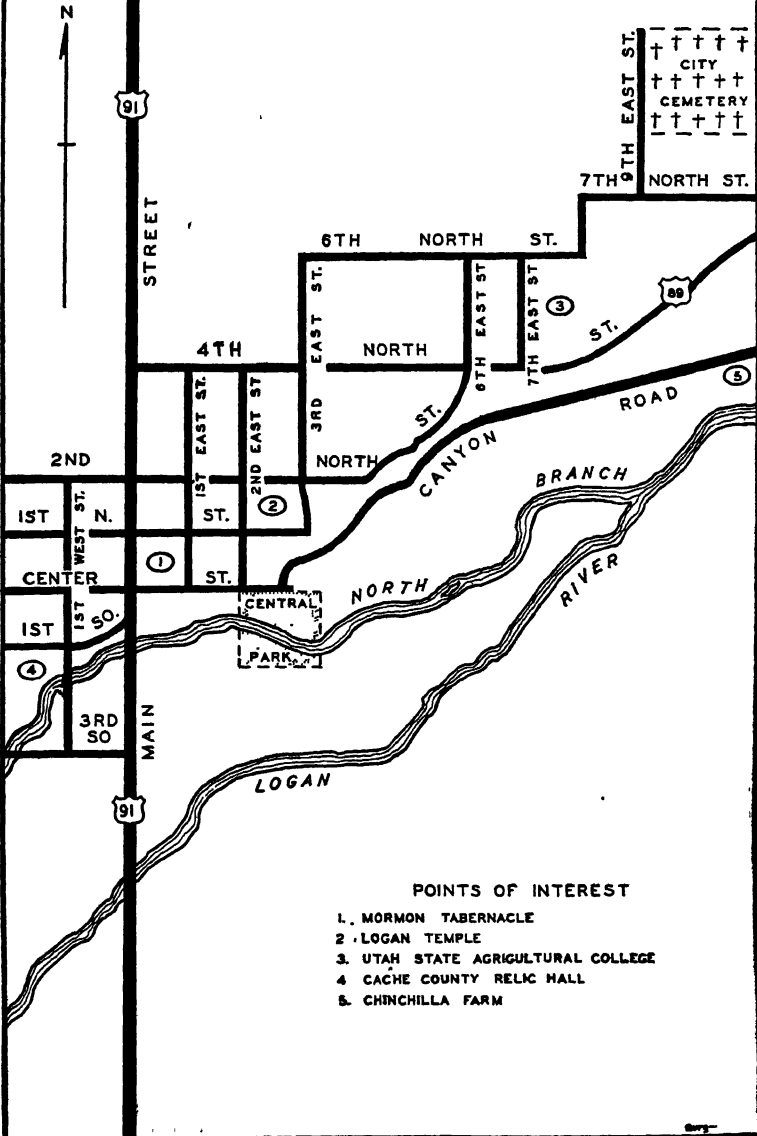 N
91
STREET
9TH EAST ST.
CITY
CEMETERY
7TH NORTH ST.
6TH NORTH ST.
3RD EAST ST.
6TH EAST ST
7TH EAST ST
3
89
4TH NORTH ST.
5
1ST EAST ST.
2ND EAST ST
CANYON ROAD
2ND NORTH ST.
2
1ST N. ST.
1ST WEST ST.
1
CENTER ST.
NORTH BRANCH
CENTRAL
PARK
1ST SO.
4
3RD
SO
MAIN
LOGAN RIVER
91
POINTS OF INTEREST
1. MORMON TABERNACLE
2 LOGAN TEMPLE
3. UTAH STATE AGRICULTURAL COLLEGE
4 CACHE COUNTY RELIC HALL
5. CHINCHILLA FARM